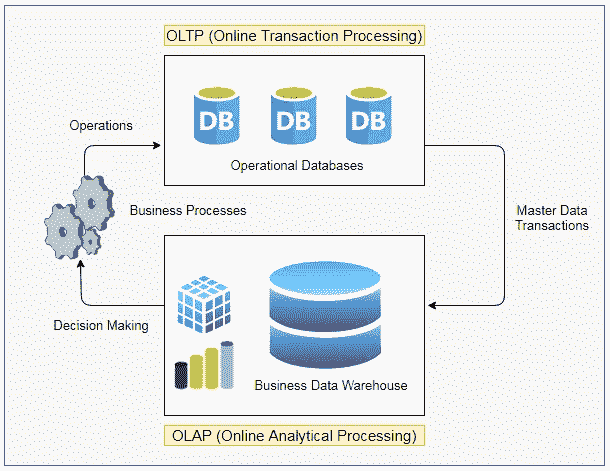 OLTP (Online Transaction Processing)
DB
DB
DB
Operational Databases
Operations
Business Processes
Master Data
Transactions
Decision Making
Business Data Warehouse
OLAP (Online Analytical Processing)